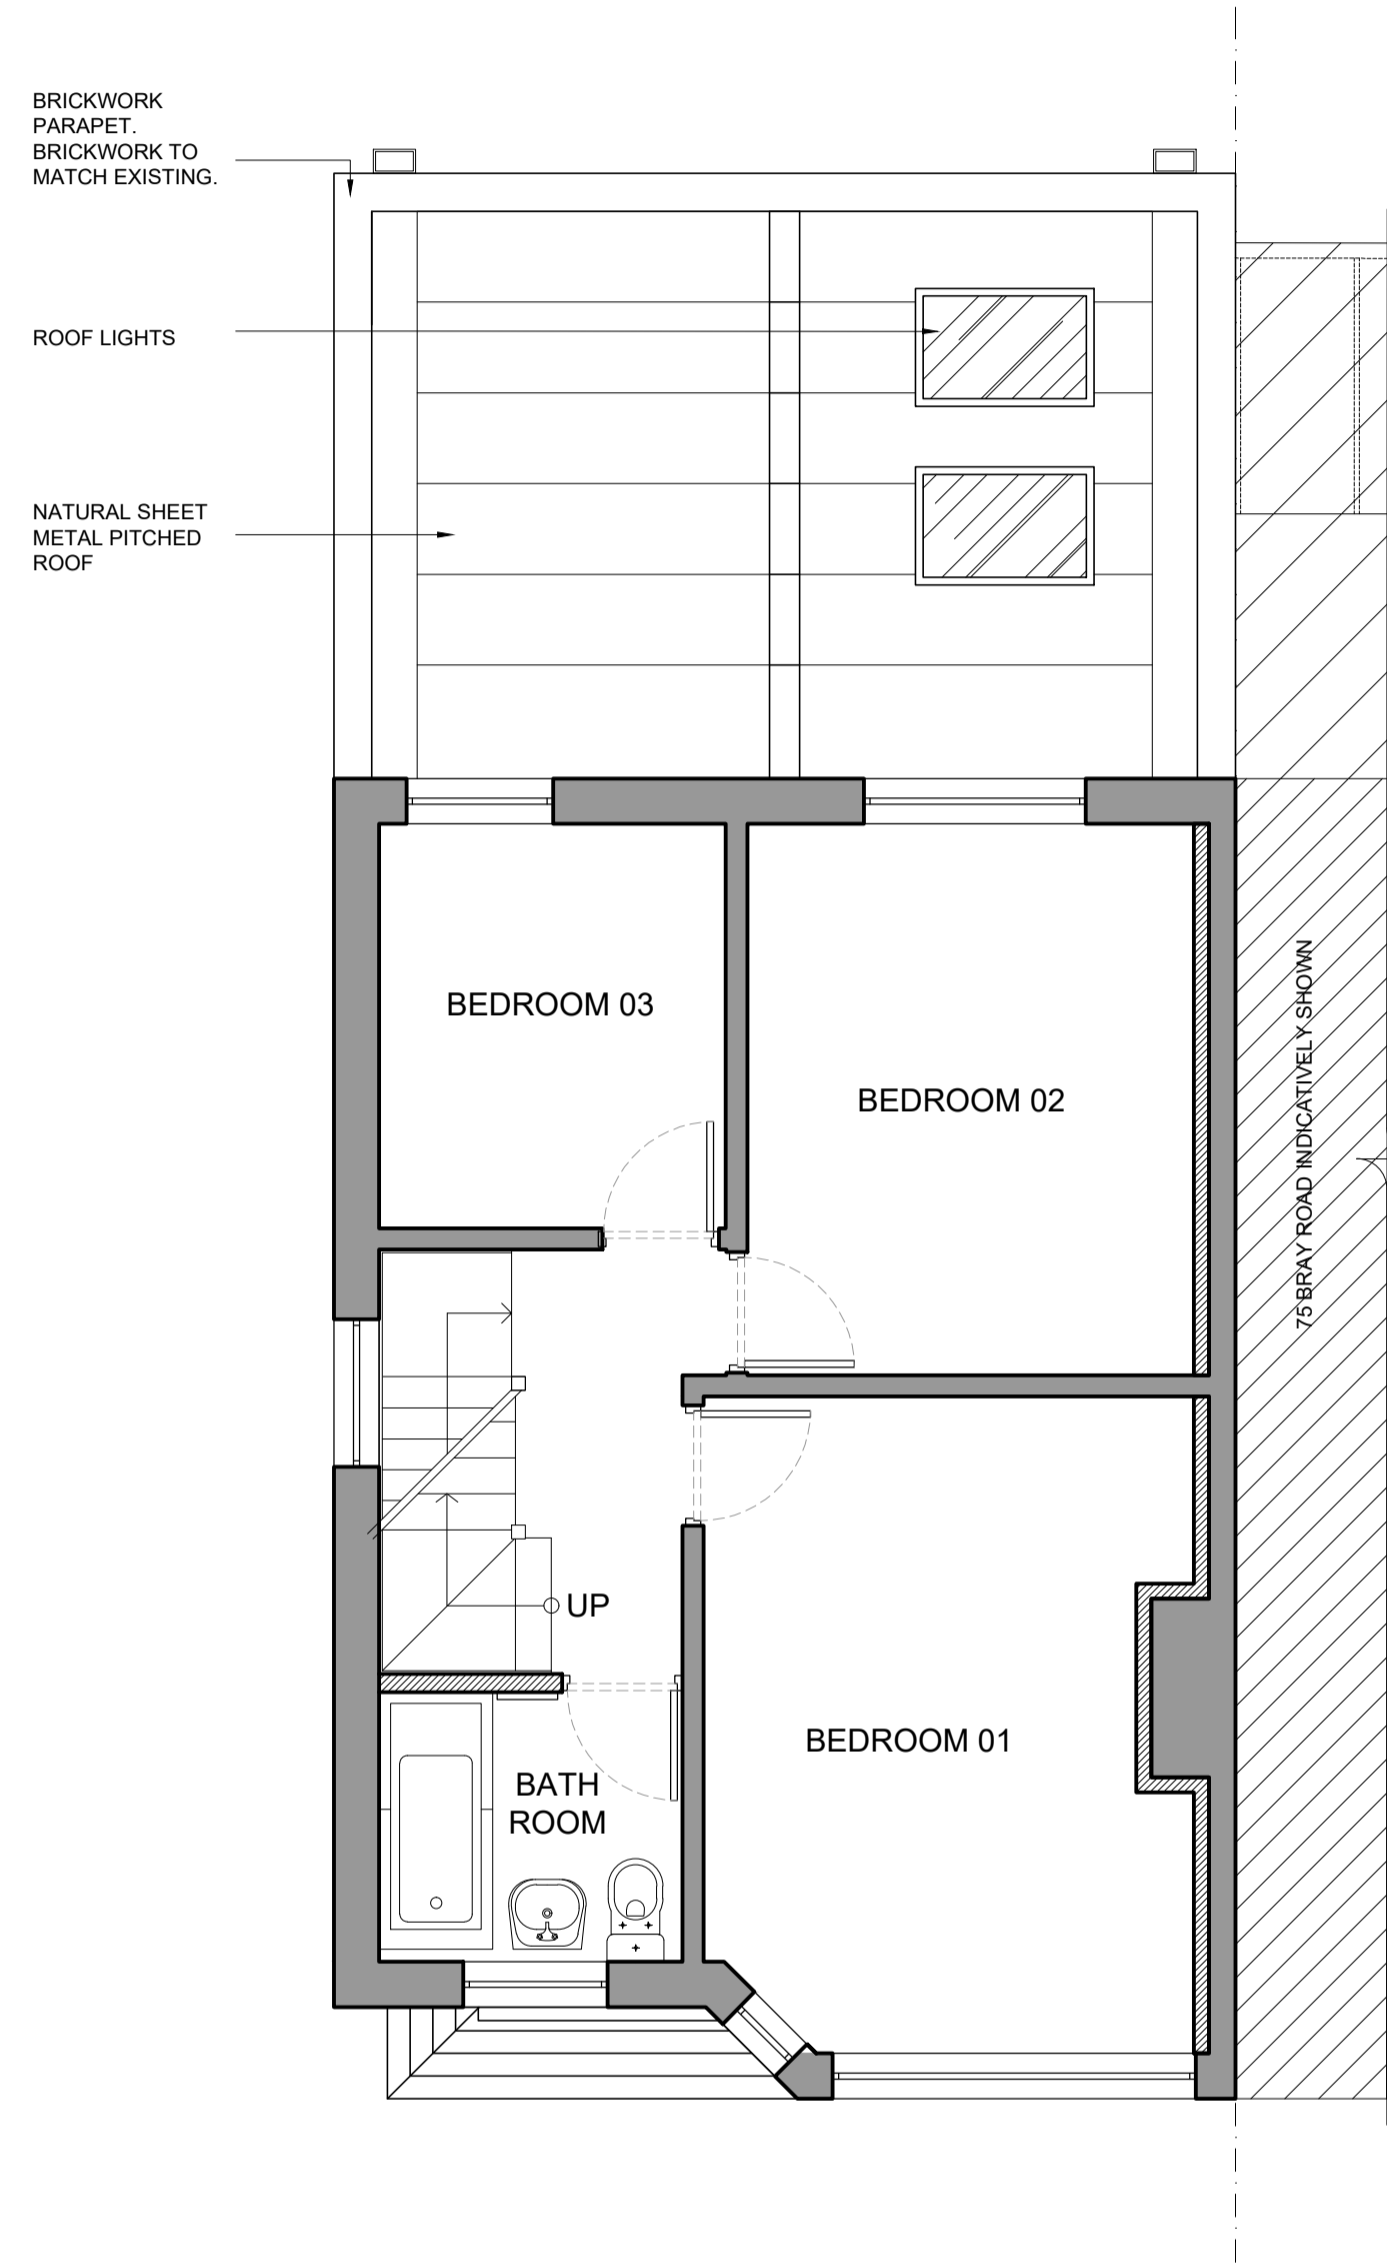 BRICKWORK
PARAPET.
BRICKWORK TO
MATCH EXISTING.
ROOF LIGHTS
NATURAL SHEET
METAL PITCHED
ROOF
BEDROOM 03
BEDROOM 02
75 BRAY ROAD INDICATIVELY SHOWN
UP
BEDROOM 01
BATH
ROOM